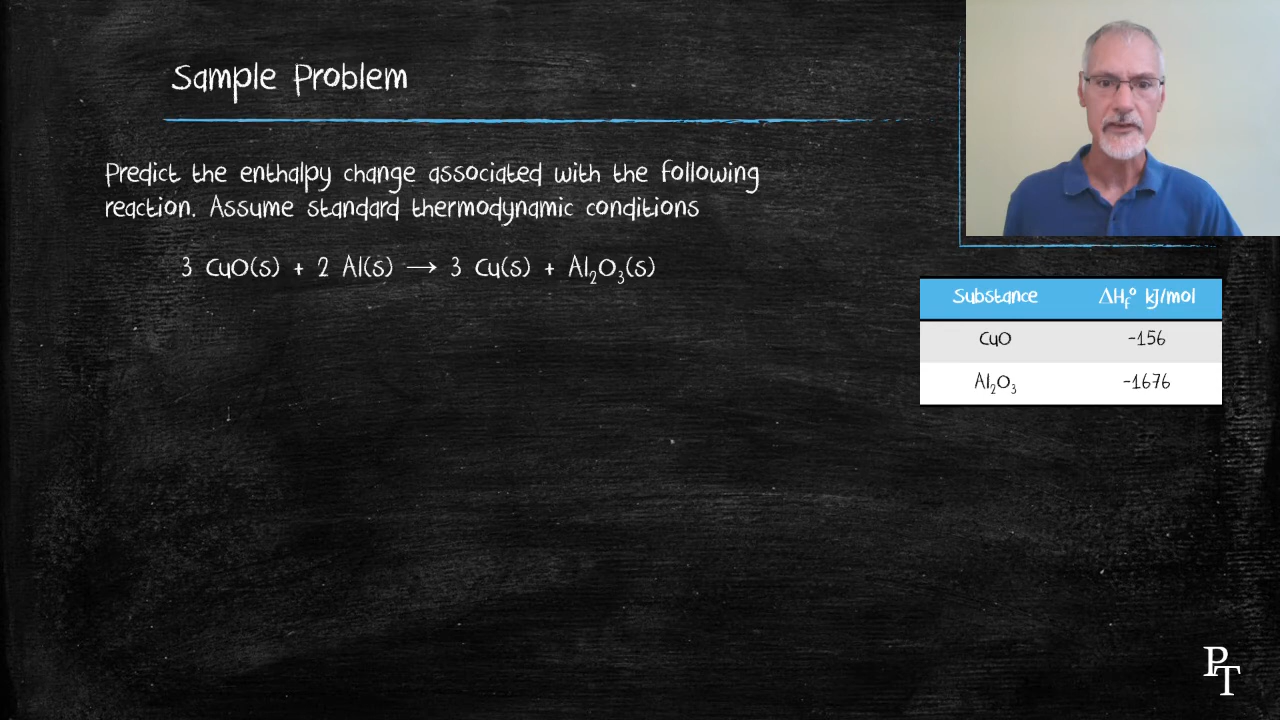 Sample Problem
Predict the enthalpy change associated with the following
reaction. Assume standard thermodynamic conditions
3 CuO(s) + 2 Al(s) ⟶ 3 Cu(s) + Al₂O₃(s)
Substance ΔH_f° kJ/mol
CuO -156
Al₂O₃ -1676
PT